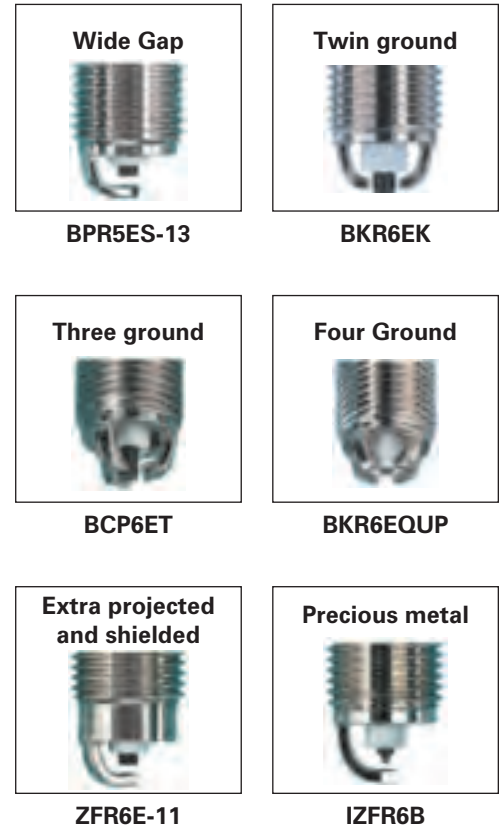 Wide Gap
Twin ground
BPR5ES-13
BKR6EK
Three ground
Four Ground
BCP6ET
BKR6EQUP
Extra projected
and shielded
Precious metal
ZFR6E-11
IZFR6B